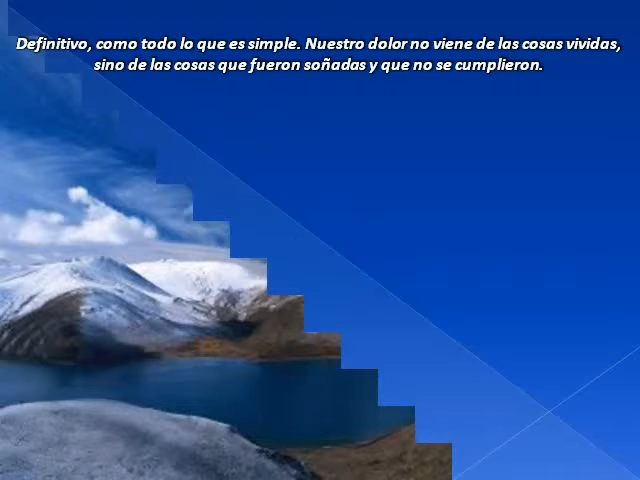 Definitivo, como todo lo que es simple. Nuestro dolor no viene de las cosas vividas,
sino de las cosas que fueron soñadas y que no se cumplieron.